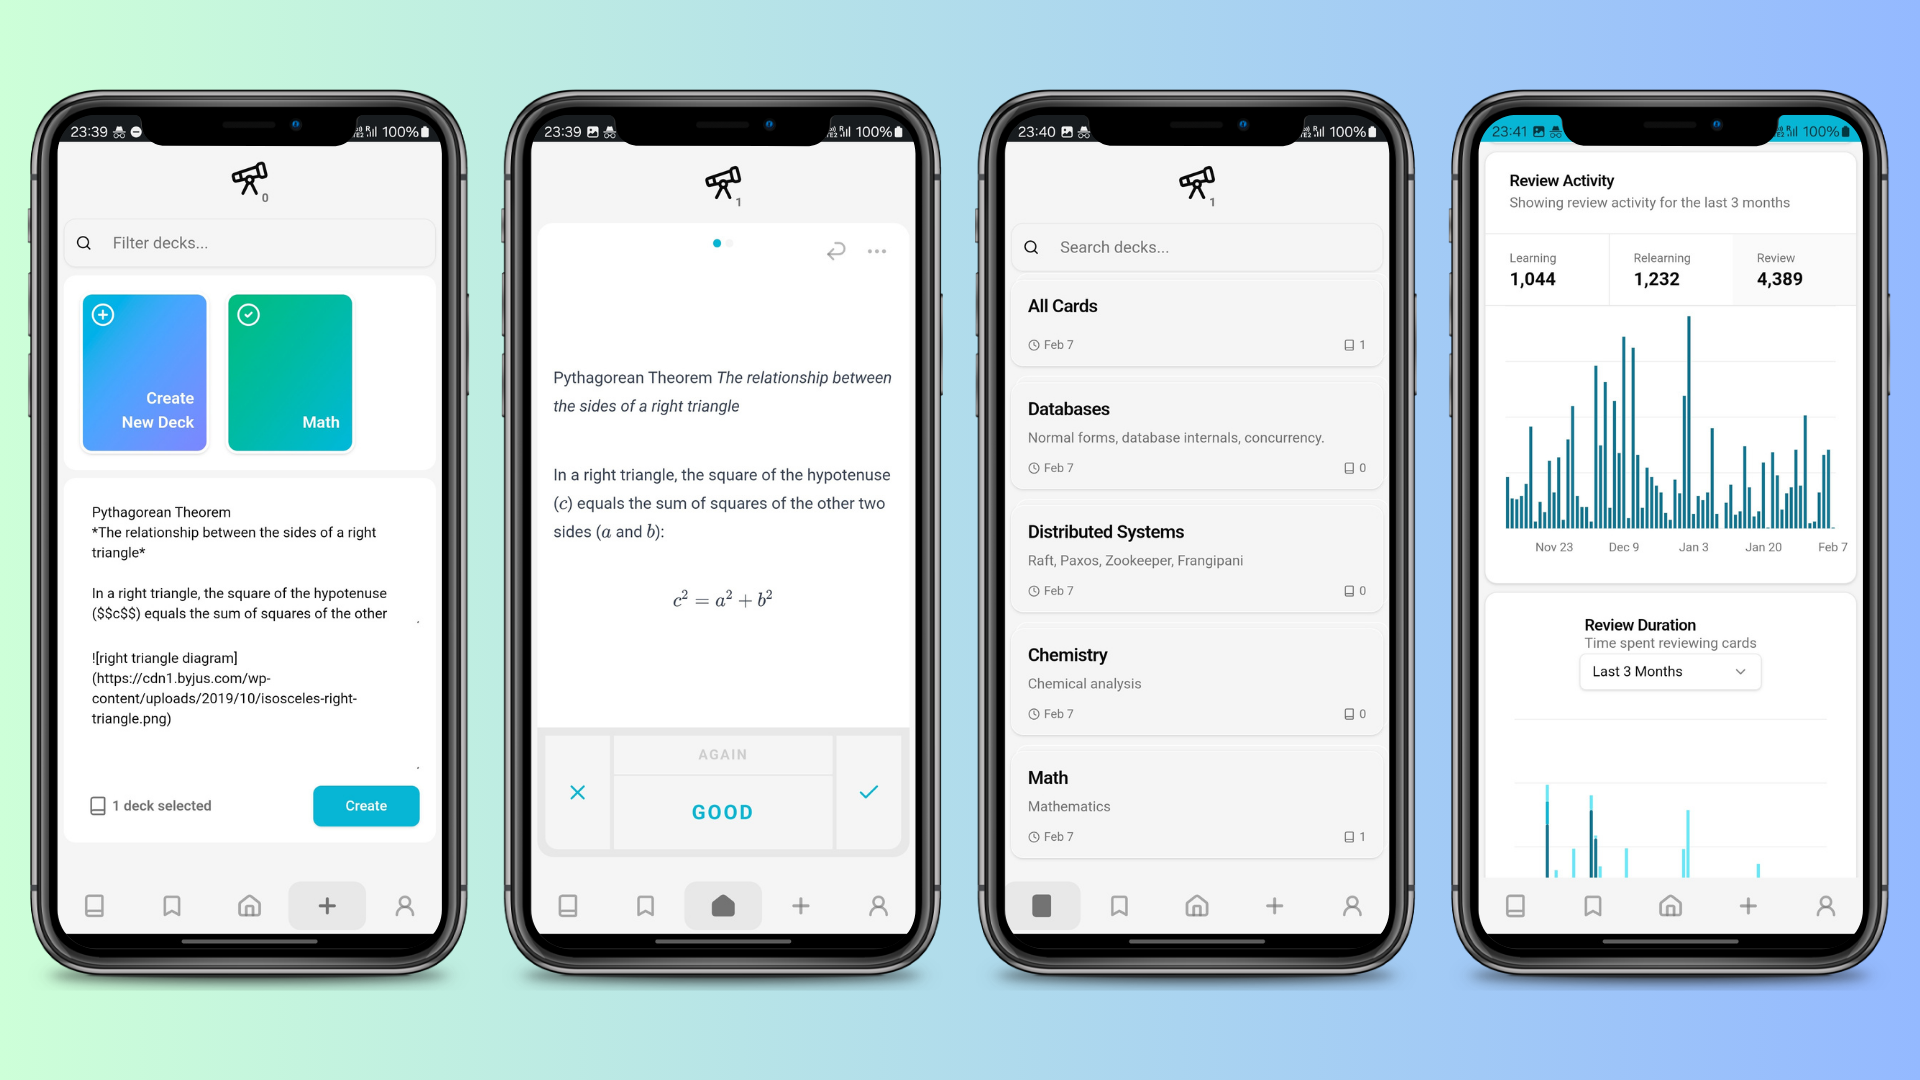 23:39
100%
0
Filter decks...
Create
New Deck
Math
Pythagorean Theorem
*The relationship between the sides of a right
triangle*
In a right triangle, the square of the hypotenuse
($$c$$) equals the sum of squares of the other
![right triangle diagram]
(https://cdn1.byjus.com/wp-
content/uploads/2019/10/isosceles-right-
triangle.png)
1 deck selected
Create
23:39
100%
1
Pythagorean Theorem The relationship between
the sides of a right triangle
In a right triangle, the square of the hypotenuse
(c) equals the sum of squares of the other two
sides (a and b):
c² = a² + b²
AGAIN
GOOD
23:40
100%
1
Search decks...
All Cards
Feb 7
1
Databases
Normal forms, database internals, concurrency.
Feb 7
0
Distributed Systems
Raft, Paxos, Zookeeper, Frangipani
Feb 7
0
Chemistry
Chemical analysis
Feb 7
0
Math
Mathematics
Feb 7
1
23:41
100%
Review Activity
Showing review activity for the last 3 months
Learning
1,044
Relearning
1,232
Review
4,389
Nov 23
Dec 9
Jan 3
Jan 20
Feb 7
Review Duration
Time spent reviewing cards
Last 3 Months